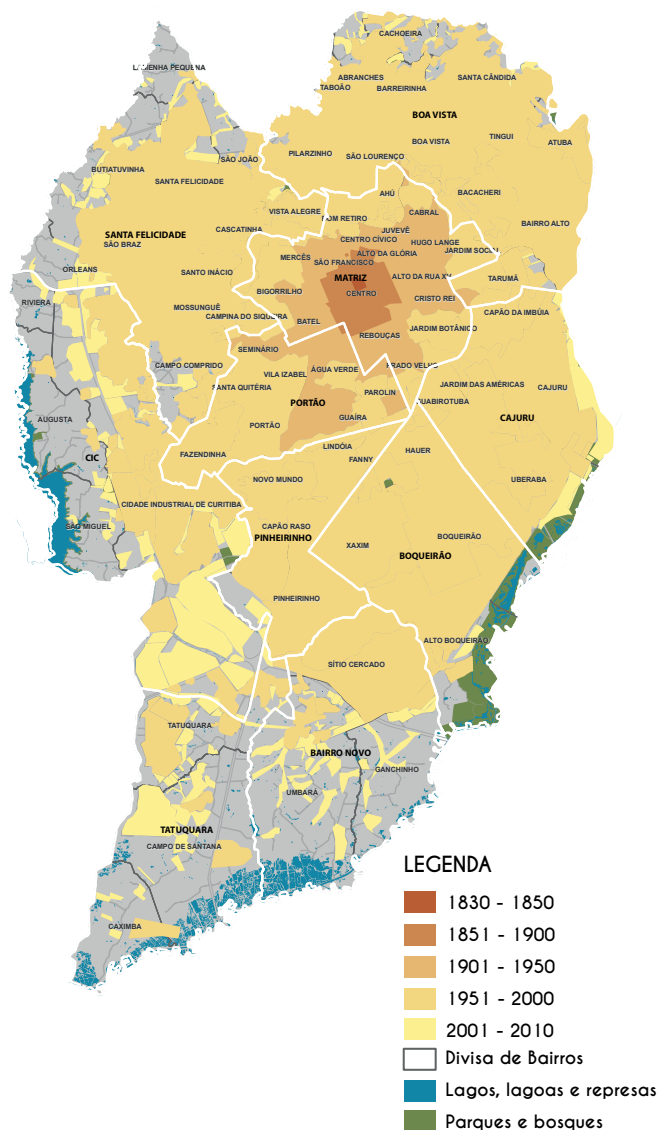 CACHOEIRA
LAMENHA PEQUENA
ABRANCHES
TABOÃO
BARREIRINHA
SANTA CÂNDIDA
BOA VISTA
BOA VISTA
TINGUI
ATUBA
PILARZINHO
SÃO LOURENÇO
SÃO JOÃO
BUTIATUVINHA
SANTA FELICIDADE
BACACHERI
AHÚ
CABRAL
VISTA ALEGRE
BOM RETIRO
BAIRRO ALTO
CASCATINHA
JUVEVÊ
SANTA FELICIDADE
SÃO BRAZ
CENTRO CÍVICO
HUGO LANGE
JARDIM SOCIAL
MERCÊS
ALTO DA GLÓRIA
SÃO FRANCISCO
ORLEANS
SANTO INÁCIO
MATRIZ
ALTO DA RUA XV
TARUMÃ
BIGORRILHO
CENTRO
CRISTO REI
RIVIERA
MOSSUNGUÊ
CAMPINA DO SIQUEIRA
BATEL
CAPÃO DA IMBÚIA
JARDIM BOTÂNICO
REBOUÇAS
SEMINÁRIO
CAMPO COMPRIDO
ÁGUA VERDE
PRADO VELHO
VILA IZABEL
SANTA QUITÉRIA
JARDIM DAS AMÉRICAS
CAJURU
PAROLIN
GUABIROTUBA
PORTÃO
AUGUSTA
GUAÍRA
CAJURU
PORTÃO
LINDÓIA
HAUER
FAZENDINHA
CIC
FANNY
NOVO MUNDO
UBERABA
CIDADE INDUSTRIAL DE CURITIBA
SÃO MIGUEL
CAPÃO RASO
PINHEIRINHO
XAXIM
BOQUEIRÃO
BOQUEIRÃO
PINHEIRINHO
ALTO BOQUEIRÃO
SÍTIO CERCADO
TATUQUARA
BAIRRO NOVO
GANCHINHO
UMBARÁ
TATUQUARA
CAMPO DE SANTANA
CAXIMBA
LEGENDA
1830 - 1850
1851 - 1900
1901 - 1950
1951 - 2000
2001 - 2010
Divisa de Bairros
Lagos, lagoas e represas
Parques e bosques